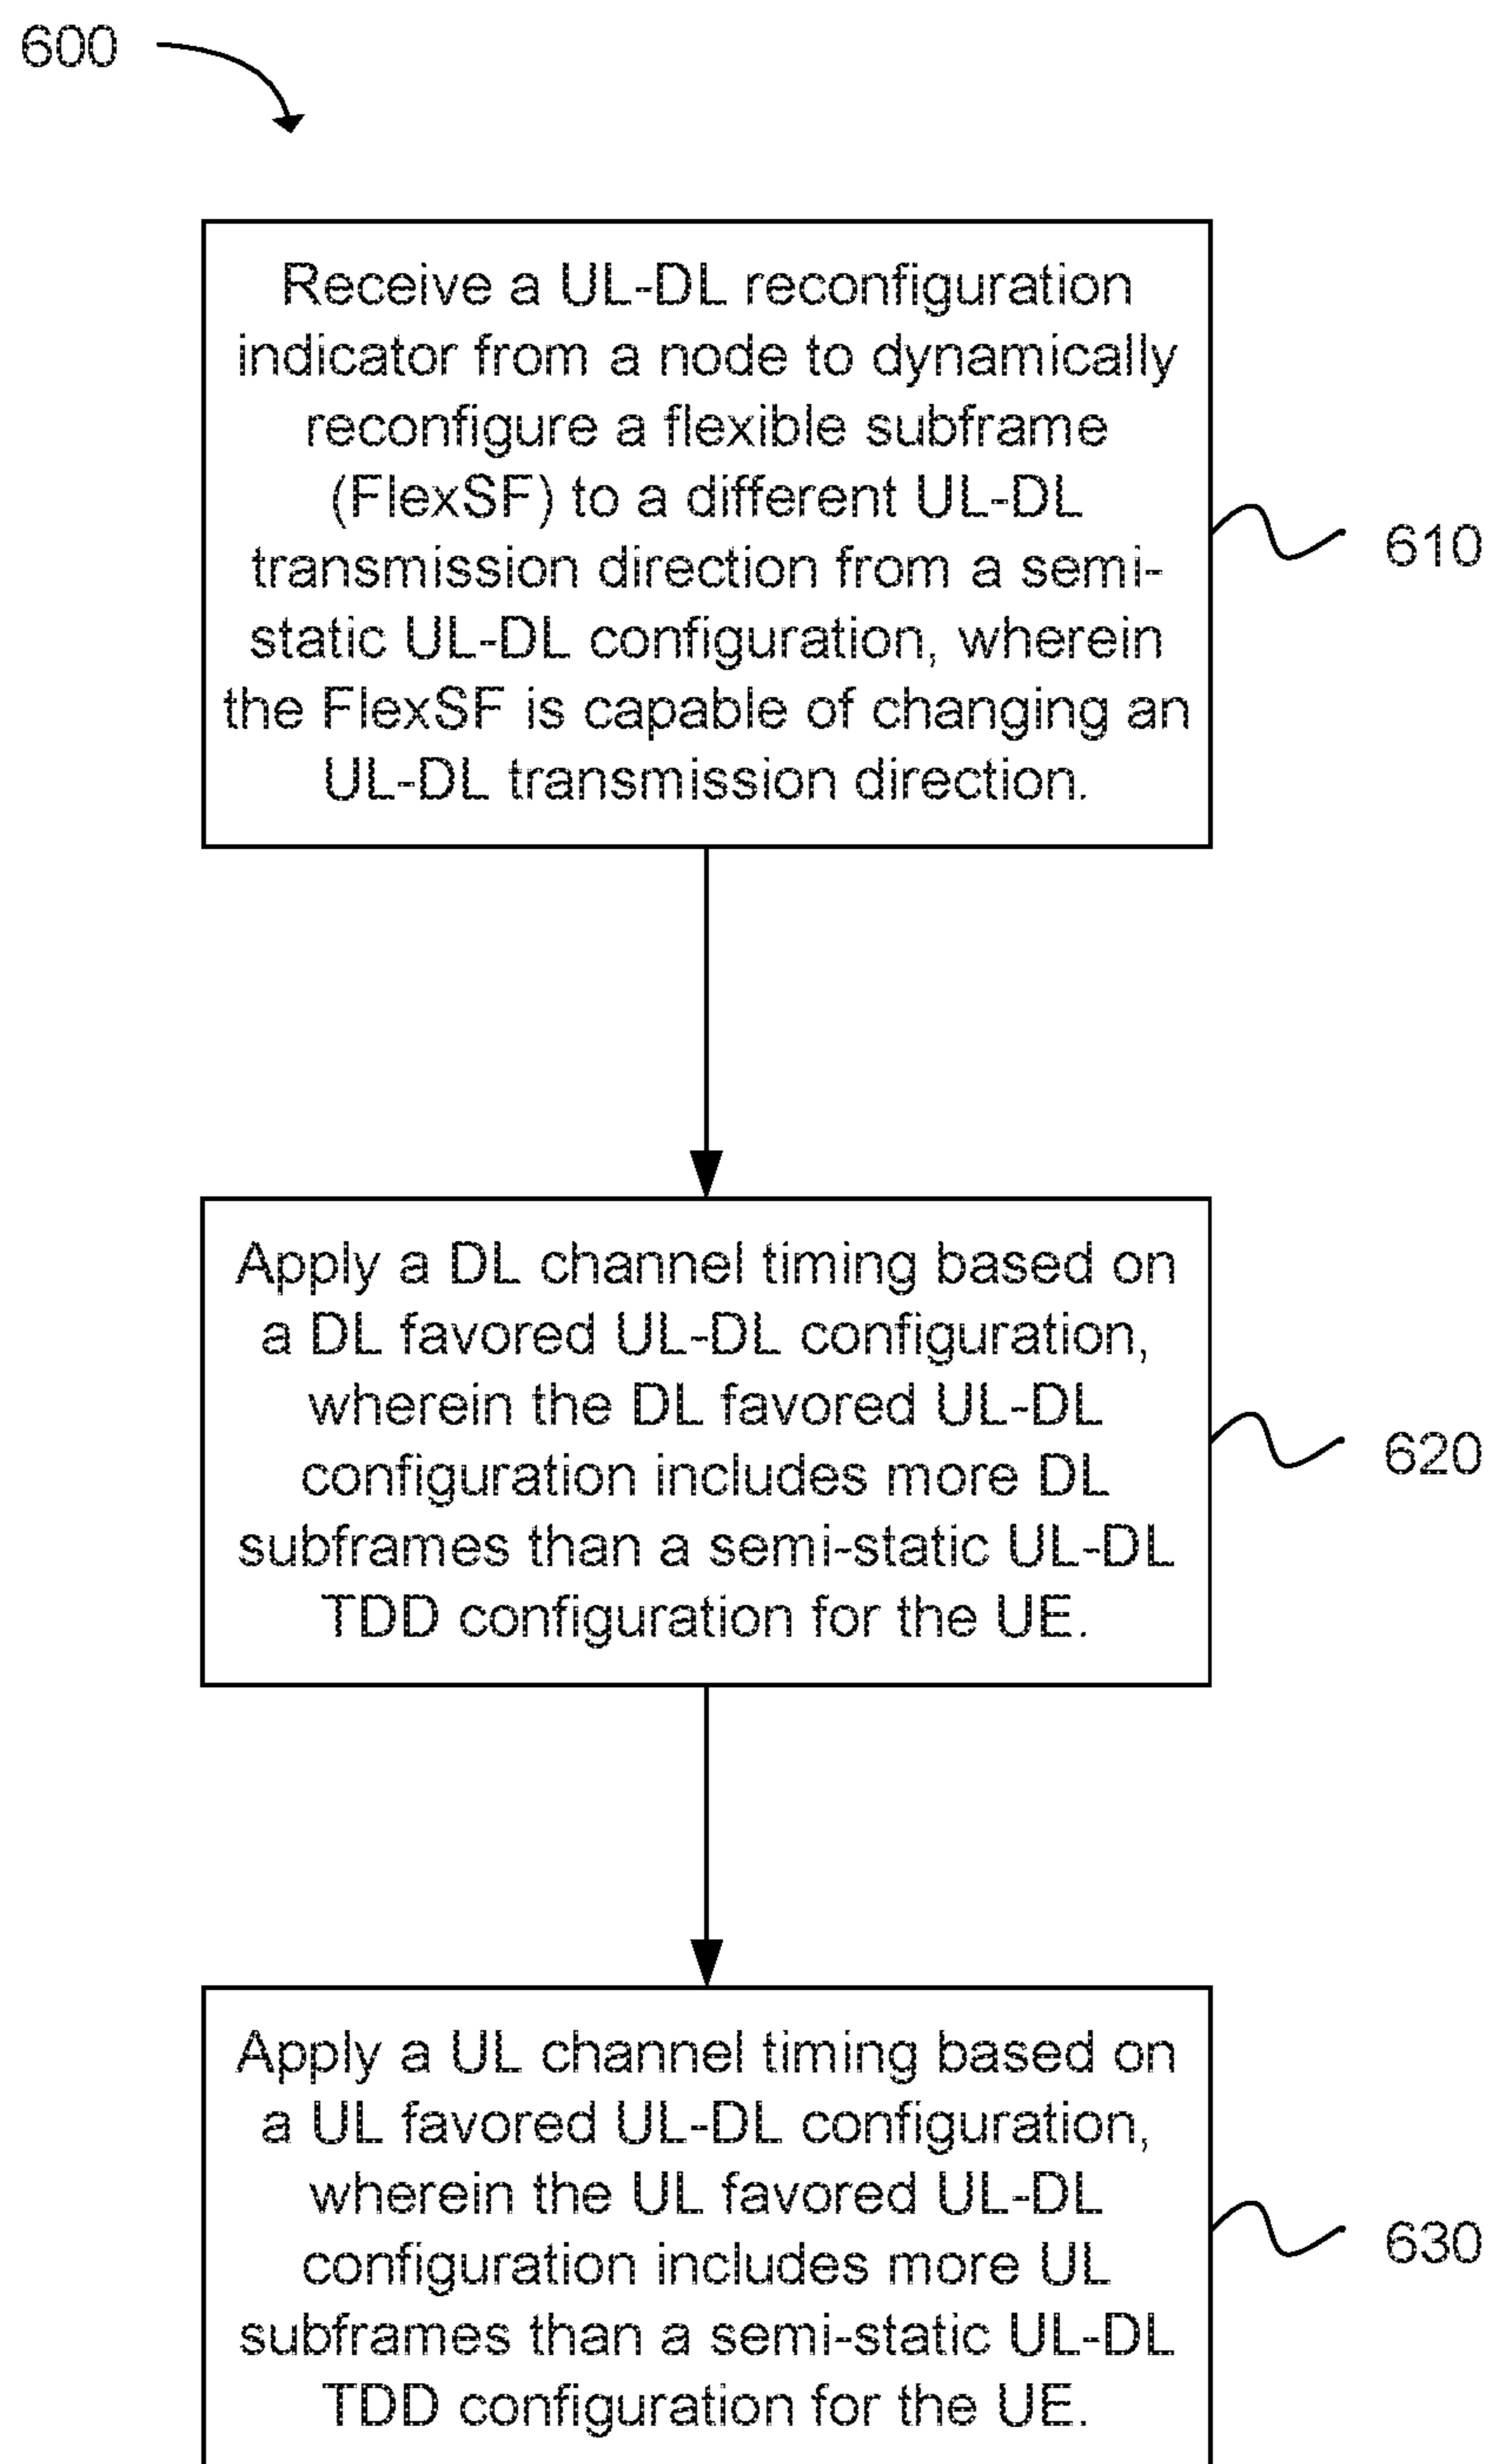 600
Receive a UL-DL reconfiguration
indicator from a node to dynamically
reconfigure a flexible subframe
(FlexSF) to a different UL-DL
transmission direction from a semi-
static UL-DL configuration, wherein
the FlexSF is capable of changing an
UL-DL transmission direction.
610
Apply a DL channel timing based on
a DL favored UL-DL configuration,
wherein the DL favored UL-DL
configuration includes more DL
subframes than a semi-static UL-DL
TDD configuration for the UE.
620
Apply a UL channel timing based on
a UL favored UL-DL configuration,
wherein the UL favored UL-DL
configuration includes more UL
subframes than a semi-static UL-DL
TDD configuration for the UE.
630